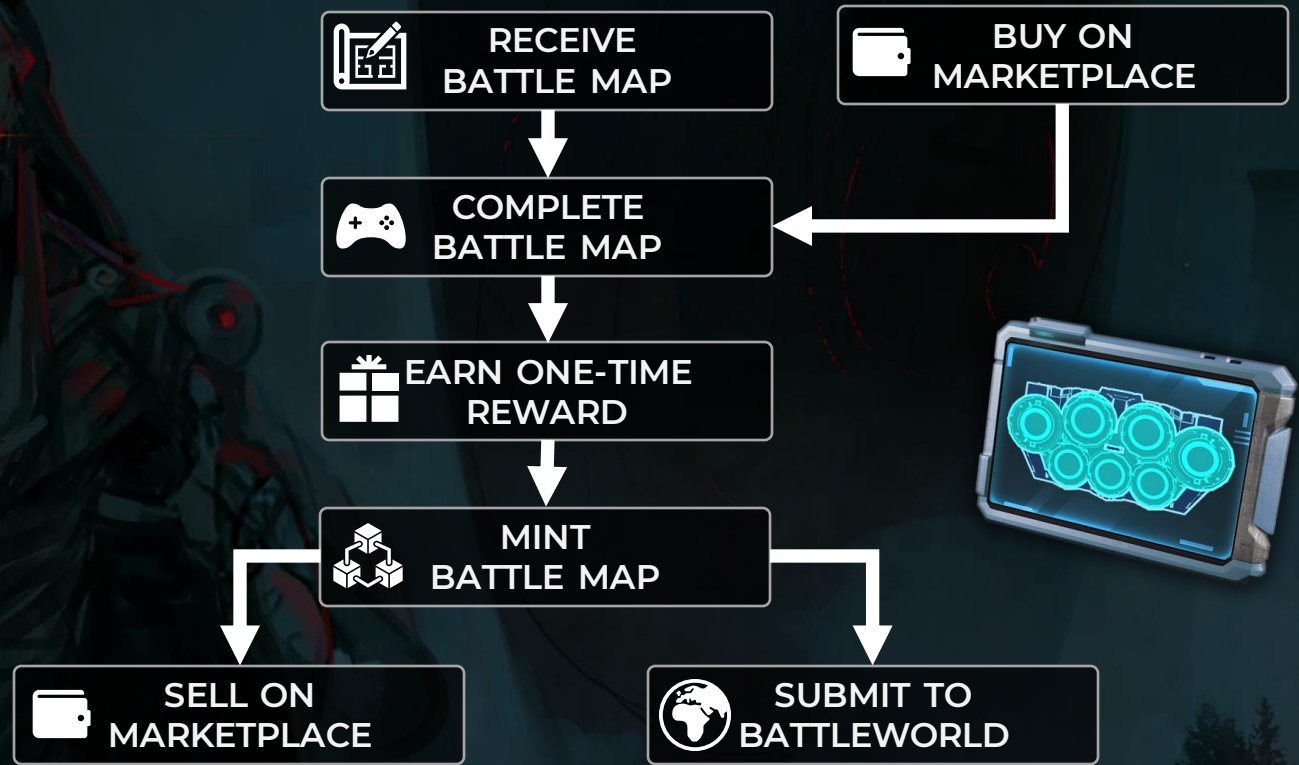 RECEIVE
BATTLE MAP
BUY ON
MARKETPLACE
COMPLETE
BATTLE MAP
EARN ONE-TIME
REWARD
MINT
BATTLE MAP
SELL ON
MARKETPLACE
SUBMIT TO
BATTLEWORLD